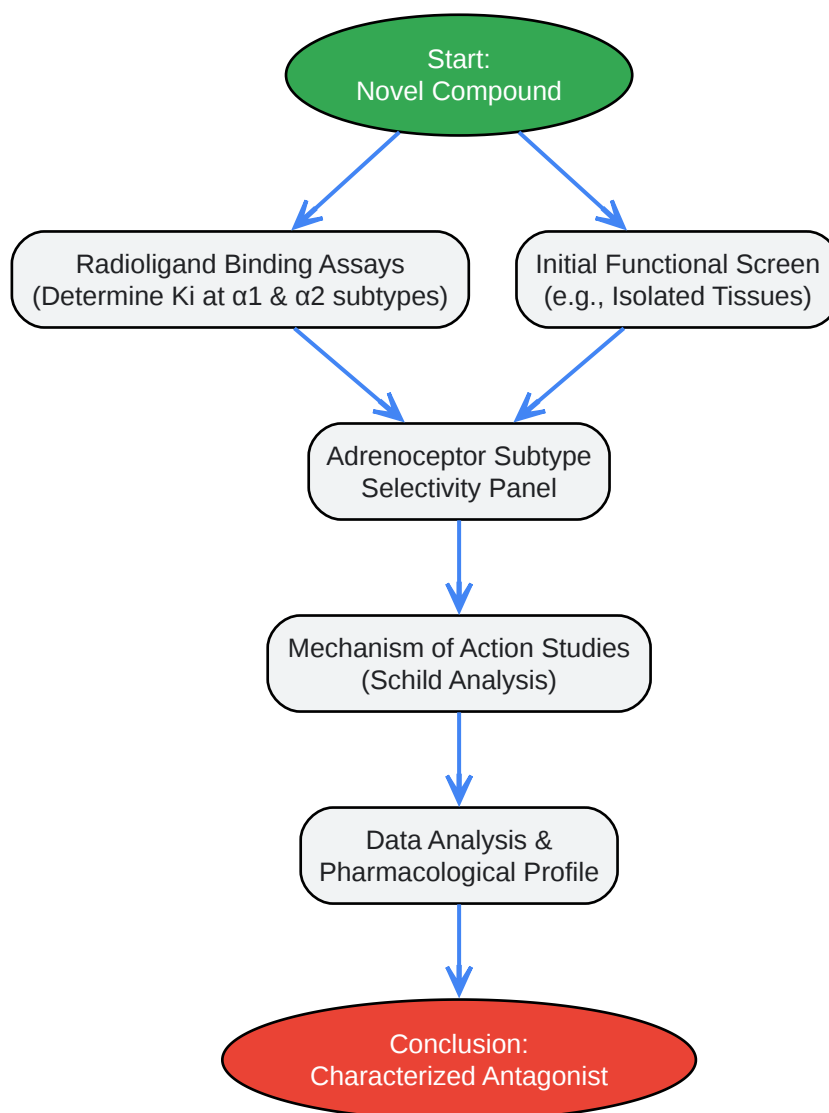 Start:
Novel Compound
Radioligand Binding Assays
(Determine Ki at α1 & α2 subtypes)
Initial Functional Screen
(e.g., Isolated Tissues)
Adrenoceptor Subtype
Selectivity Panel
Mechanism of Action Studies
(Schild Analysis)
Data Analysis &
Pharmacological Profile
Conclusion:
Characterized Antagonist